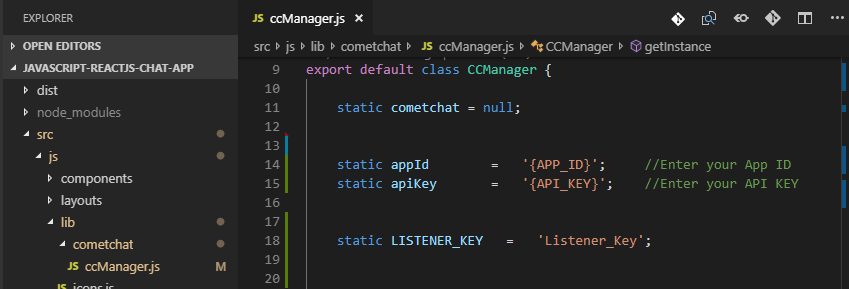 EXPLORER
OPEN EDITORS
JAVASCRIPT-REACTJS-CHAT-APP
dist
node_modules
src
js
components
layouts
lib
cometchat
JS ccManager.js M
JS icons.js
JS ccManager.js ×
src > js > lib > cometchat > JS ccManager.js > CCManager > getInstance
9 export default class CCManager {
10
11 static cometchat = null;
12
13
14 static appId = '{APP_ID}'; //Enter your App ID
15 static apiKey = '{API_KEY}'; //Enter your API KEY
16
17
18 static LISTENER_KEY = 'Listener_Key';
19
20